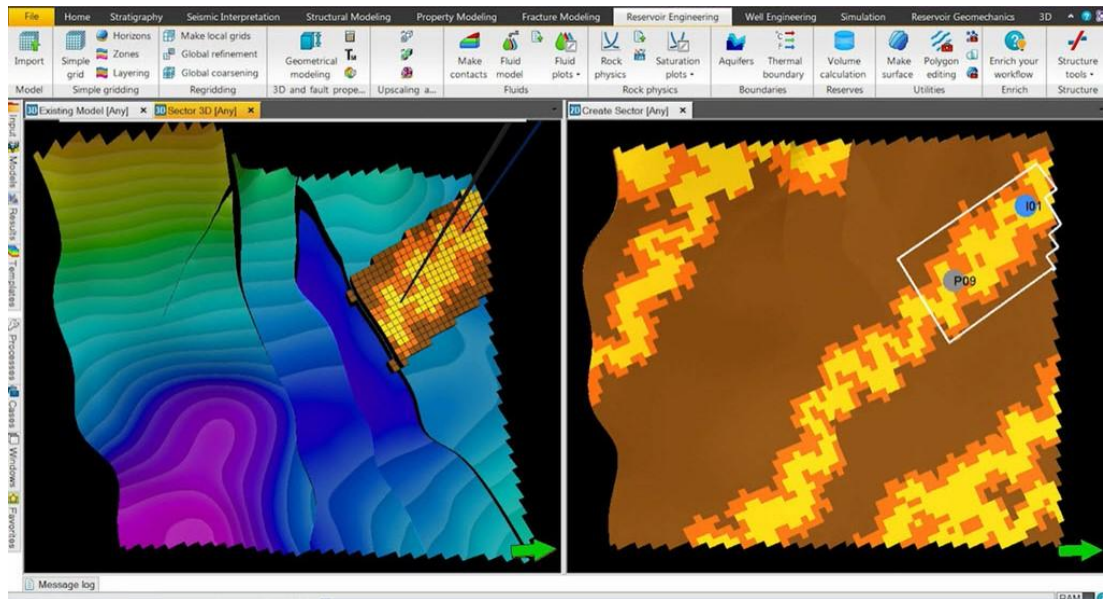 File Home Stratigraphy Seismic Interpretation Structural Modeling Property Modeling Fracture Modeling Reservoir Engineering Well Engineering Simulation Reservoir Geomechanics 3D
Horizons Make local grids
Zones Global refinement
Layering Global coarsening
Import Simple grid Geometrical modeling Make contacts Fluid model Fluid plots Rock physics Saturation plots Aquifers Thermal boundary Volume calculation Make surface Polygon editing Enrich your workflow Structure tools
Model Simple gridding Regridding 3D and fault prope... Upscaling a... Fluids Rock physics Boundaries Reserves Utilities Enrich Structure
3D Existing Model [Any] × 3D Sector 3D [Any] × 2D Create Sector [Any] ×
Input
Models
Results
Templates
Processes
Cases
Windows
Favorites
I01
P09
Message log
RAM